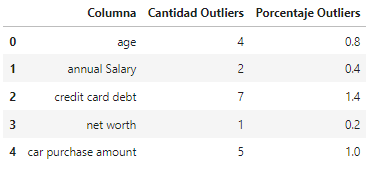 Columna Cantidad Outliers Porcentaje Outliers
0 age 4 0.8
1 annual Salary 2 0.4
2 credit card debt 7 1.4
3 net worth 1 0.2
4 car purchase amount 5 1.0